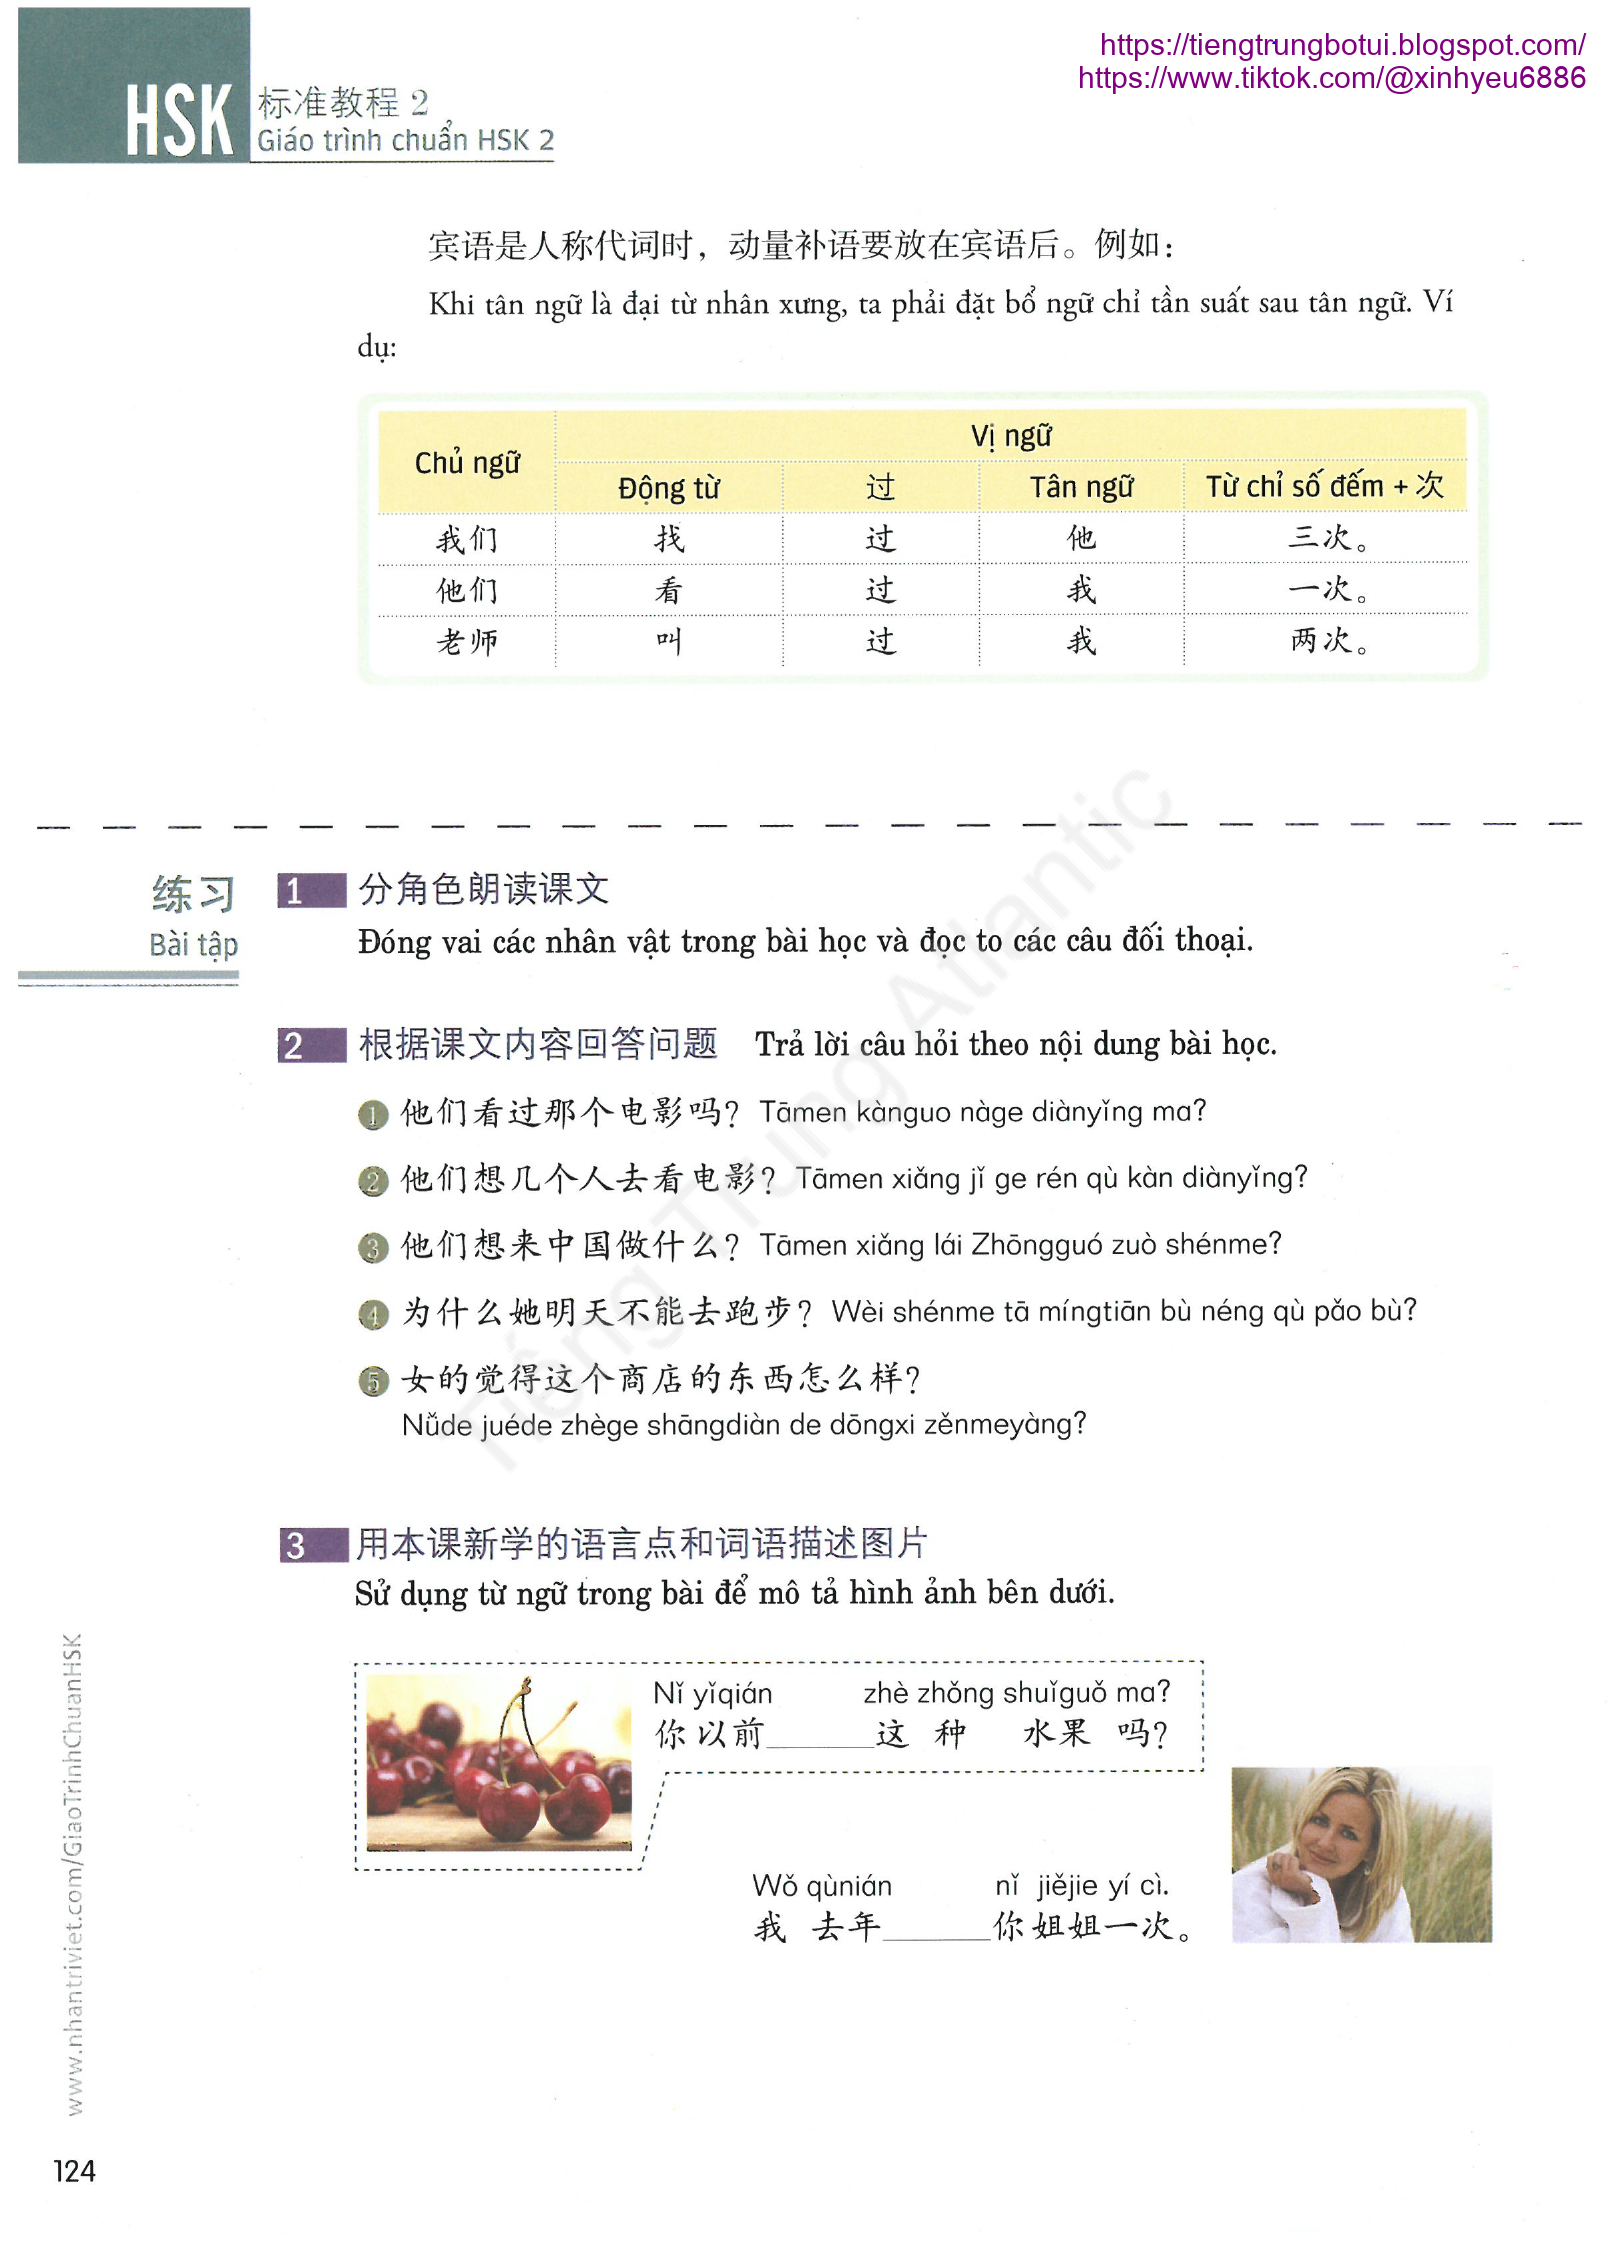 https://tiengtrungbotui.blogspot.com/
https://www.tiktok.com/@xinhyeu6886
HSK 标准教程 2
Giáo trình chuẩn HSK 2
宾语是人称代词时，动量补语要放在宾语后。例如：
Khi tân ngữ là đại từ nhân xưng, ta phải đặt bổ ngữ chỉ tần suất sau tân ngữ. Ví
dụ:
Chủ ngữ Vị ngữ
Động từ 过 Tân ngữ Từ chỉ số đếm + 次
我们 找 过 他 三次。
他们 看 过 我 一次。
老师 叫 过 我 两次。
练习
Bài tập
1 分角色朗读课文
Đóng vai các nhân vật trong bài học và đọc to các câu đối thoại.
2 根据课文内容回答问题 Trả lời câu hỏi theo nội dung bài học.
1 他们看过那个电影吗? Tāmen kànguo nàge diànyǐng ma?
2 他们想几个人去看电影? Tāmen xiǎng jǐ ge rén qù kàn diànyǐng?
3 他们想来中国做什么? Tāmen xiǎng lái Zhōngguó zuò shénme?
4 为什么她明天不能去跑步? Wèi shénme tā míngtiān bù néng qù pǎo bù?
5 女的觉得这个商店的东西怎么样?
Nǚde juéde zhège shāngdiàn de dōngxi zěnmeyàng?
3 用本课新学的语言点和词语描述图片
Sử dụng từ ngữ trong bài để mô tả hình ảnh bên dưới.
Nǐ yǐqián zhè zhǒng shuǐguǒ ma?
你以前______这种水果吗?
Wǒ qùnián nǐ jiějie yí cì.
我去年______你姐姐一次。
www.nhantriviet.com/GiaoTrinhChuanHSK
124
Tiếng Trung Atlantic